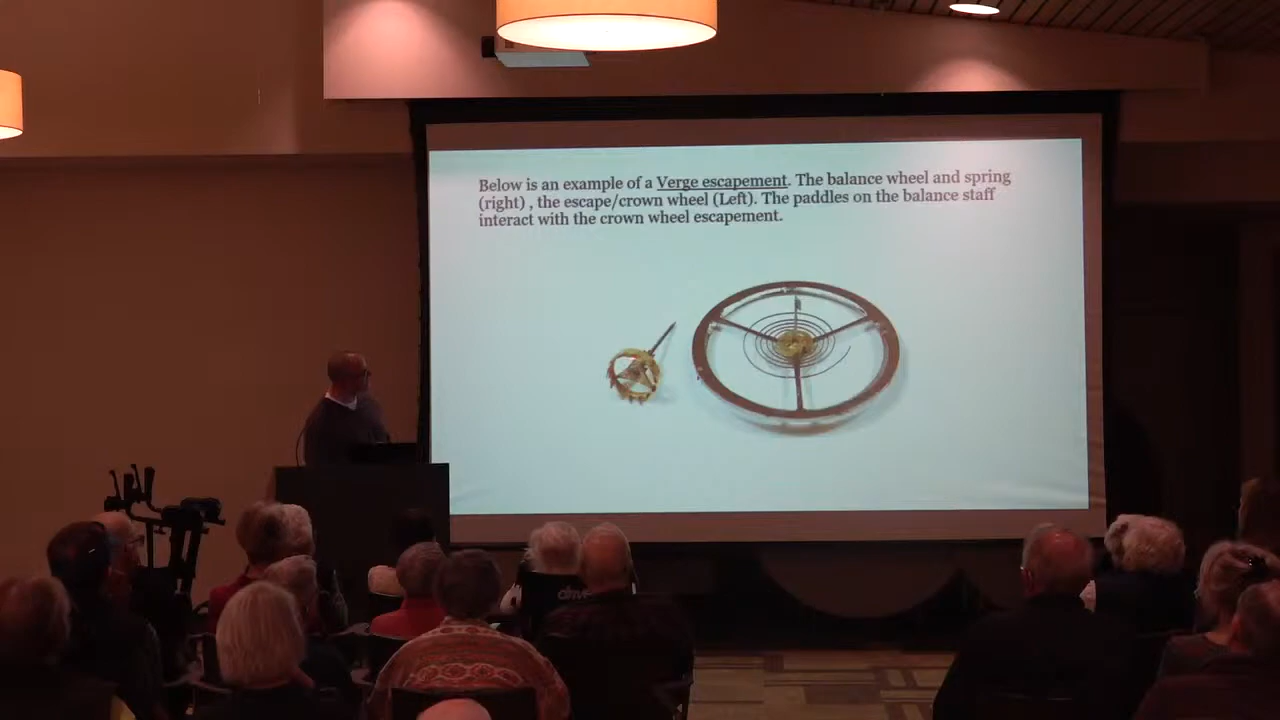 Below is an example of a Verge escapement. The balance wheel and spring
(right) , the escape/crown wheel (Left). The paddles on the balance staff
interact with the crown wheel escapement.
drive